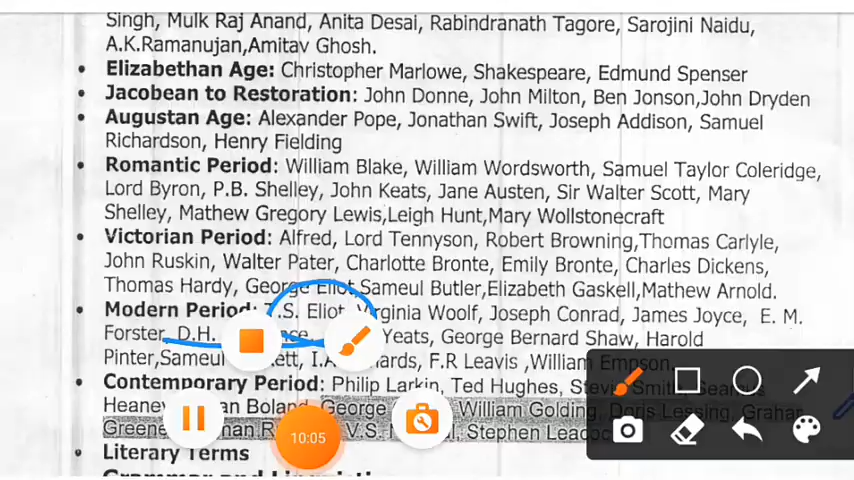 Singh, Mulk Raj Anand, Anita Desai, Rabindranath Tagore, Sarojini Naidu,
A.K.Ramanujan,Amitav Ghosh.
• Elizabethan Age: Christopher Marlowe, Shakespeare, Edmund Spenser
• Jacobean to Restoration: John Donne, John Milton, Ben Jonson,John Dryden
• Augustan Age: Alexander Pope, Jonathan Swift, Joseph Addison, Samuel
Richardson, Henry Fielding
• Romantic Period: William Blake, William Wordsworth, Samuel Taylor Coleridge,
Lord Byron, P.B. Shelley, John Keats, Jane Austen, Sir Walter Scott, Mary
Shelley, Mathew Gregory Lewis,Leigh Hunt,Mary Wollstonecraft
• Victorian Period: Alfred, Lord Tennyson, Robert Browning,Thomas Carlyle,
John Ruskin, Walter Pater, Charlotte Bronte, Emily Bronte, Charles Dickens,
Thomas Hardy, George Eliot,Sameul Butler,Elizabeth Gaskell,Mathew Arnold.
• Modern Period: T.S. Eliot, Virginia Woolf, Joseph Conrad, James Joyce, E. M.
Forster, D.H. Yeats, George Bernard Shaw, Harold
Pinter, F.R Leavis ,William Empson.
• Contemporary Period: Philip Larkin, Ted Hughes, Stevie Smith, Seamus
Boland, George William Golding, Doris Lessing,
Greene, V.S. Stephen
10:05
• Literary Terms
Grammar and Linguistics